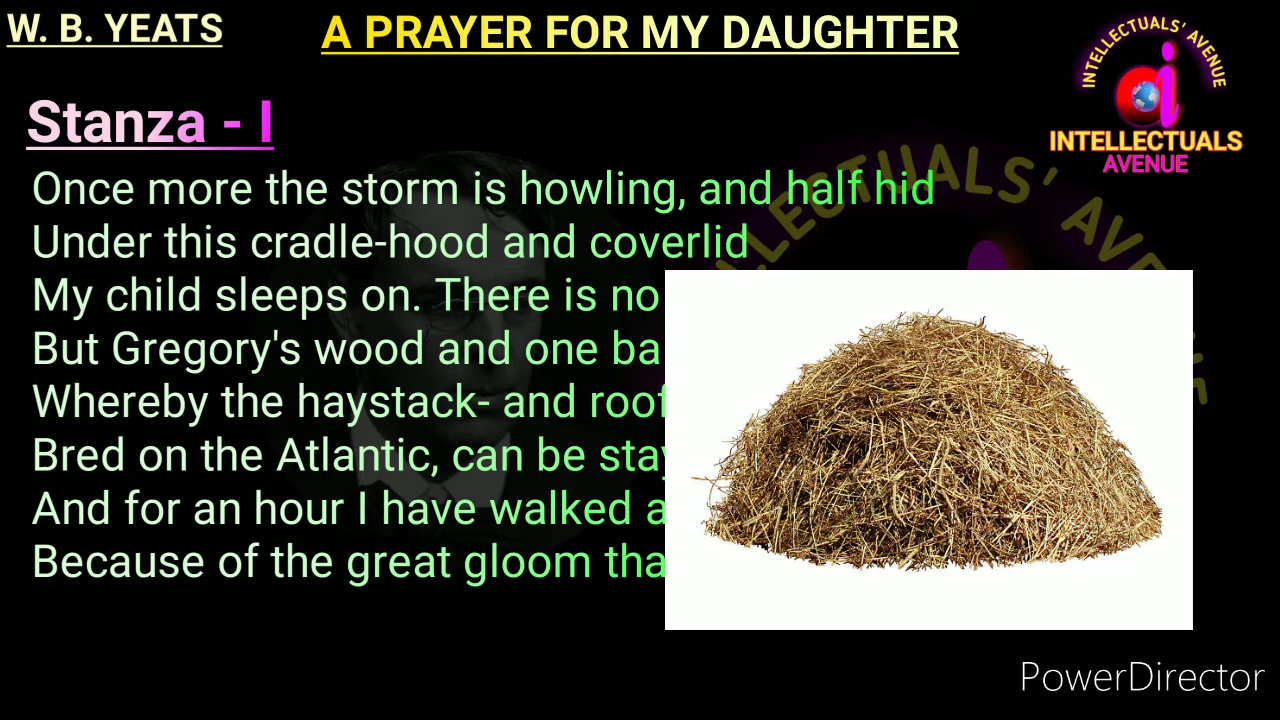 W. B. YEATS
A PRAYER FOR MY DAUGHTER
INTELLECTUALS' AVENUE
INTELLECTUALS
AVENUE
Stanza - I
Once more the storm is howling, and half hid
Under this cradle-hood and coverlid
My child sleeps on. There is no
But Gregory's wood and one ba
Whereby the haystack- and roof
Bred on the Atlantic, can be stay
And for an hour I have walked a
Because of the great gloom tha
PowerDirector